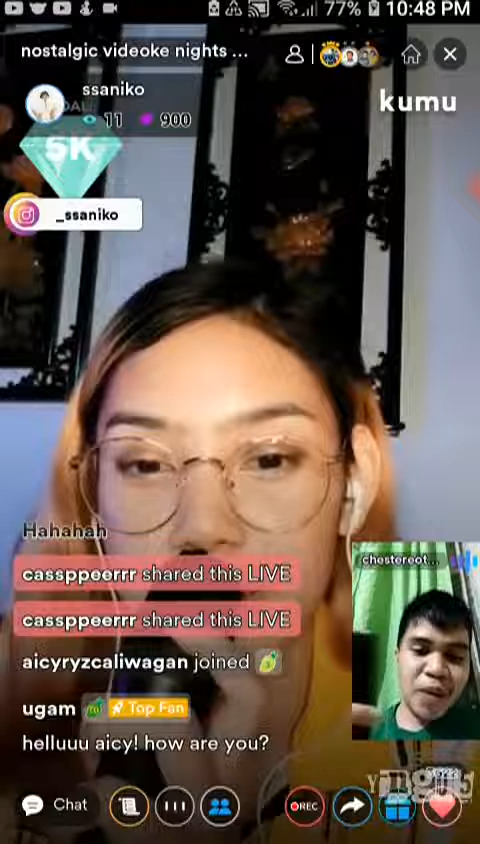 77% 10:48 PM
nostalgic videoke nights ...
ssaniko
11 900
kumu
5K
_ssaniko
Hahahah
cassppeerrr shared this LIVE
cassppeerrr shared this LIVE
chestereot...
aicyryzcaliwagan joined
ugam Top Fan
helluuu aicy! how are you?
Chat
REC